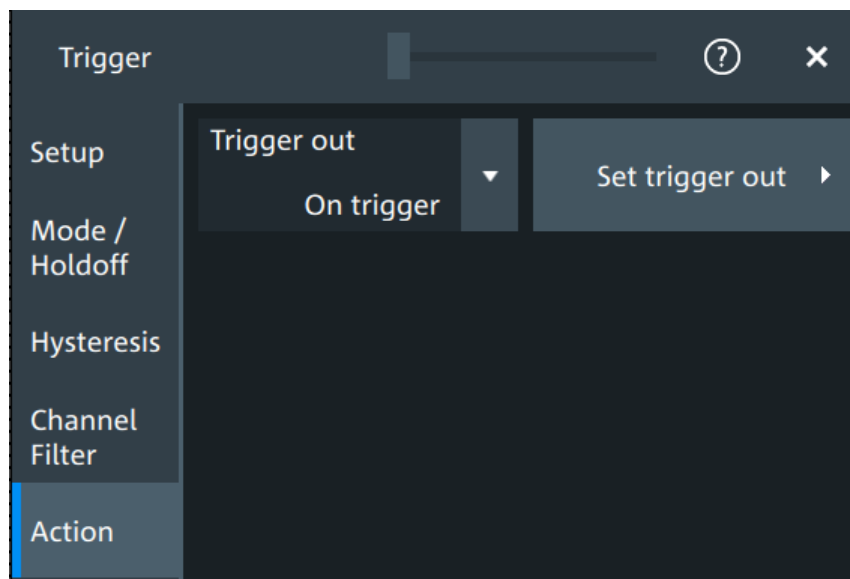 Trigger
?
Setup
Mode /
Holdoff
Hysteresis
Channel
Filter
Action
Trigger out
On trigger
Set trigger out